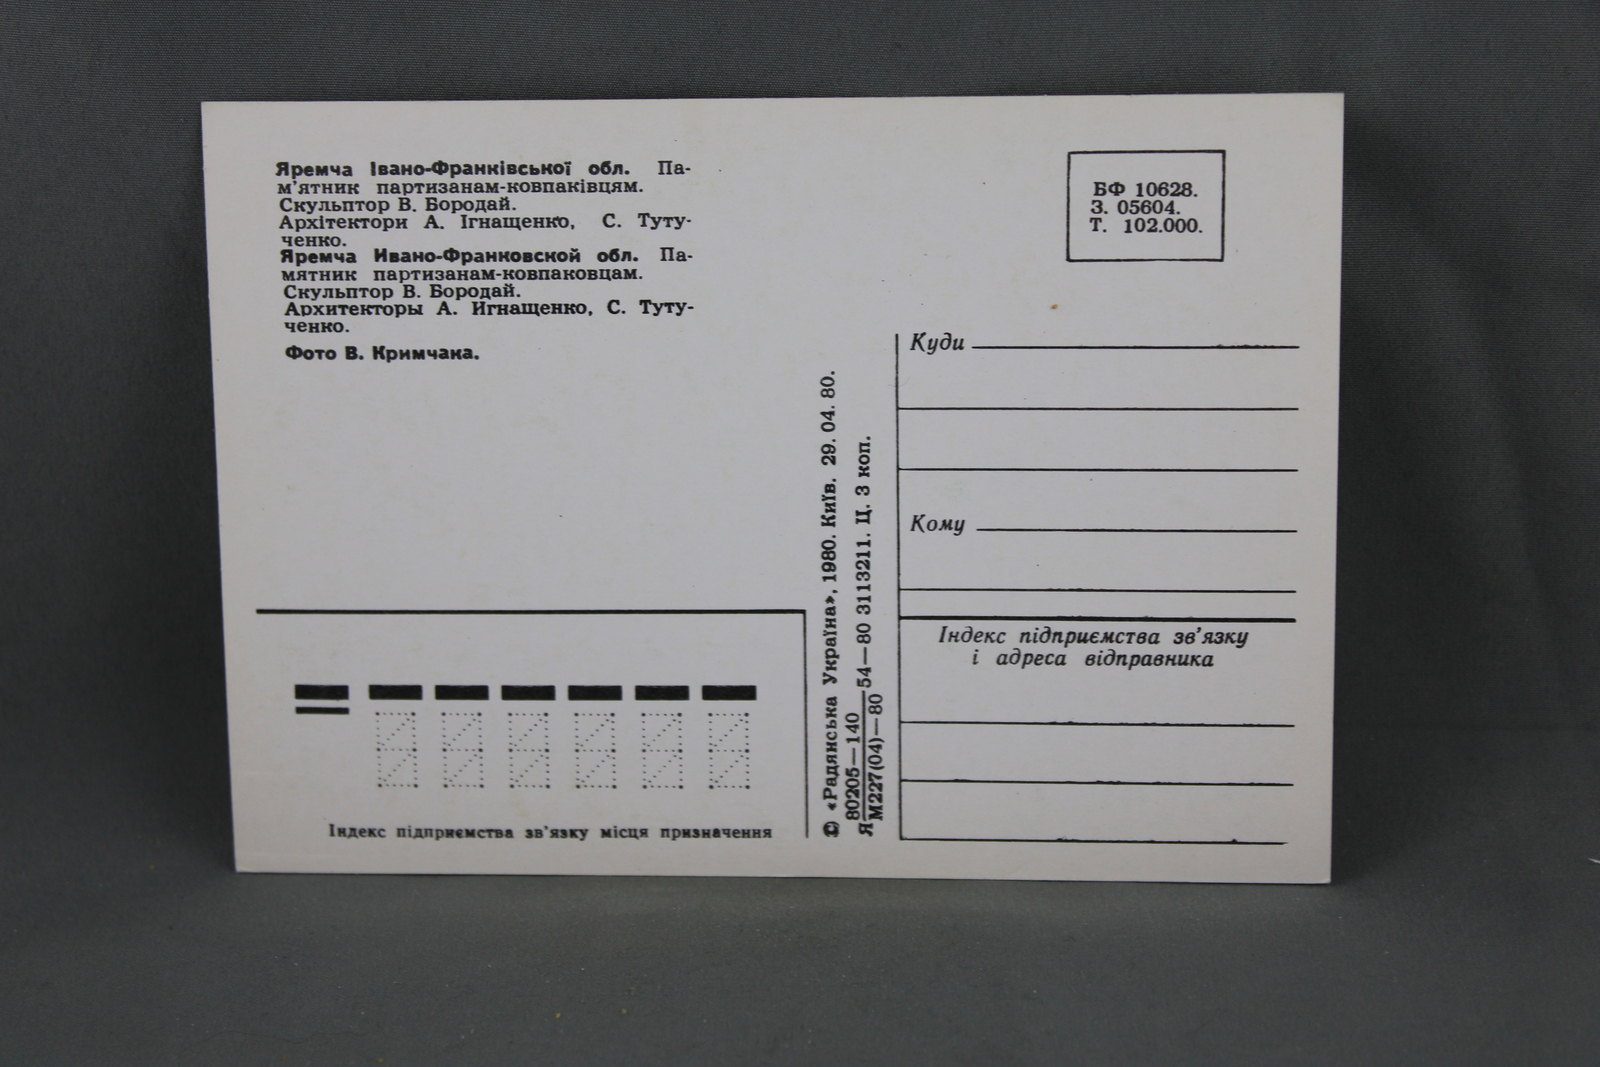 Яремча Івано-Франківської обл. Па-
м'ятник партизанам-ковпаківцям.
Скульптор В. Бородай.
Архітектори А. Ігнащенко, С. Туту-
ченко.
Яремча Ивано-Франковской обл. Па-
мятник партизанам-ковпаковцам.
Скульптор В. Бородай.
Архитекторы А. Игнащенко, С. Туту-
ченко.
Фото В. Кримчака.
Індекс підприємства зв'язку місця призначення
© «Радянська Україна», 1980. Київ. 29. 04. 80.
Я 80205—140 54—80 3113211. Ц. 3 коп.
М227(04)—80
БФ 10628.
З. 05604.
Т. 102.000.
Куди
Кому
Індекс підприємства зв'язку
і адреса відправника